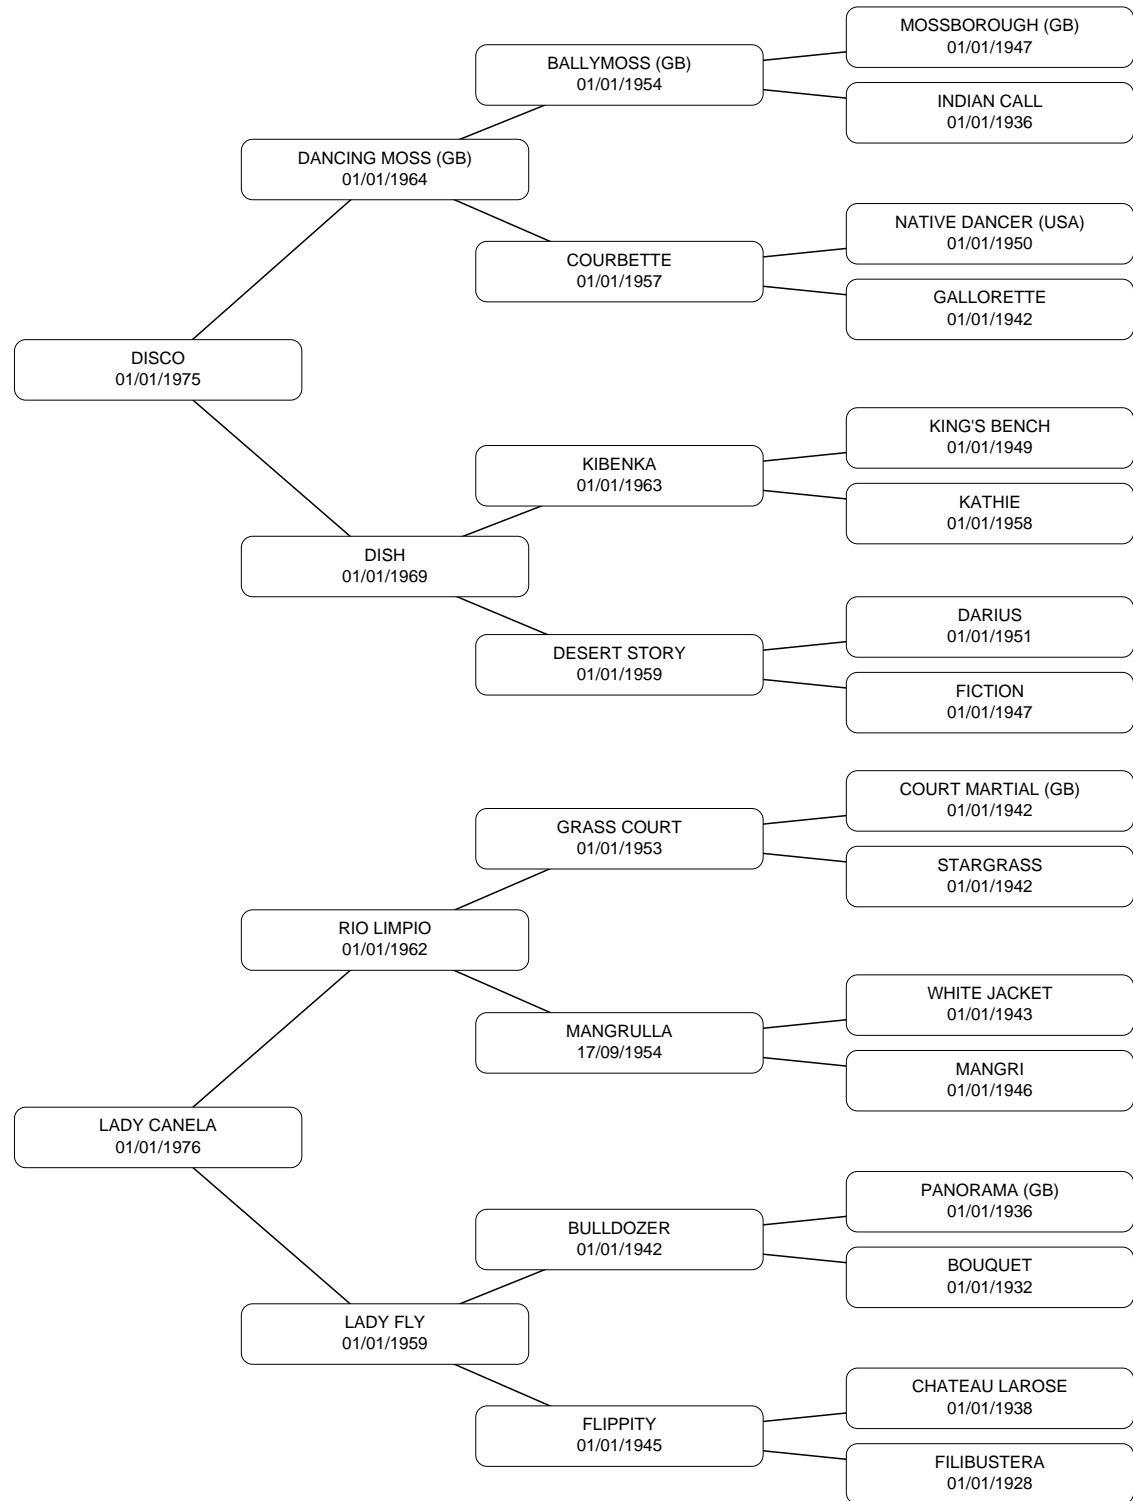 MOSSBOROUGH (GB)
01/01/1947
BALLYMOSS (GB)
01/01/1954
INDIAN CALL
01/01/1936
DANCING MOSS (GB)
01/01/1964
NATIVE DANCER (USA)
01/01/1950
COURBETTE
01/01/1957
GALLORETTE
01/01/1942
DISCO
01/01/1975
KING'S BENCH
01/01/1949
KIBENKA
01/01/1963
KATHIE
01/01/1958
DISH
01/01/1969
DARIUS
01/01/1951
DESERT STORY
01/01/1959
FICTION
01/01/1947
COURT MARTIAL (GB)
01/01/1942
GRASS COURT
01/01/1953
STARGRASS
01/01/1942
RIO LIMPIO
01/01/1962
WHITE JACKET
01/01/1943
MANGRULLA
17/09/1954
MANGRI
01/01/1946
LADY CANELA
01/01/1976
PANORAMA (GB)
01/01/1936
BULLDOZER
01/01/1942
BOUQUET
01/01/1932
LADY FLY
01/01/1959
CHATEAU LAROSE
01/01/1938
FLIPPITY
01/01/1945
FILIBUSTERA
01/01/1928